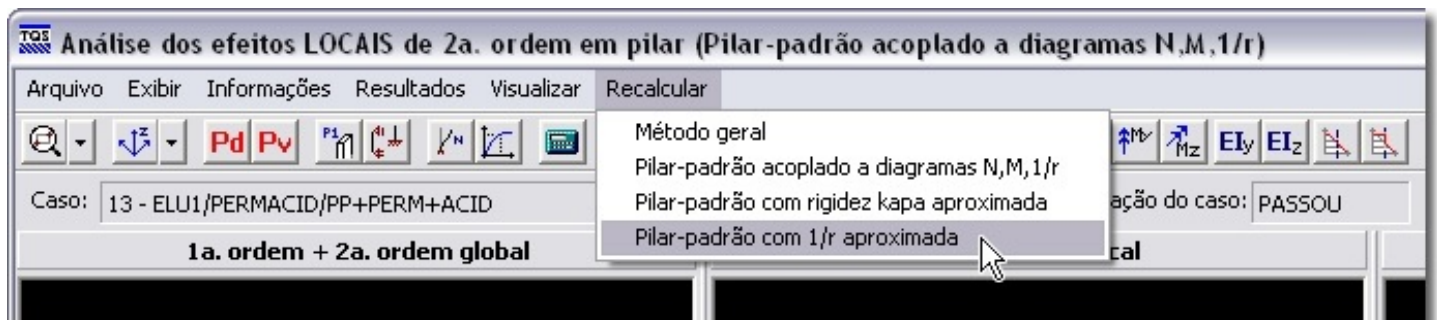 TQS Análise dos efeitos LOCAIS de 2a. ordem em pilar (Pilar-padrão acoplado a diagramas N,M,1/r)
Arquivo Exibir Informações Resultados Visualizar Recalcular
Pd Pv P1 N My Mz EIy EIz
Método geral
Pilar-padrão acoplado a diagramas N,M,1/r
Pilar-padrão com rigidez kapa aproximada
Pilar-padrão com 1/r aproximada
Caso: 13 - ELU1/PERMACID/PP+PERM+ACID ação do caso: PASSOU
1a. ordem + 2a. ordem global cal